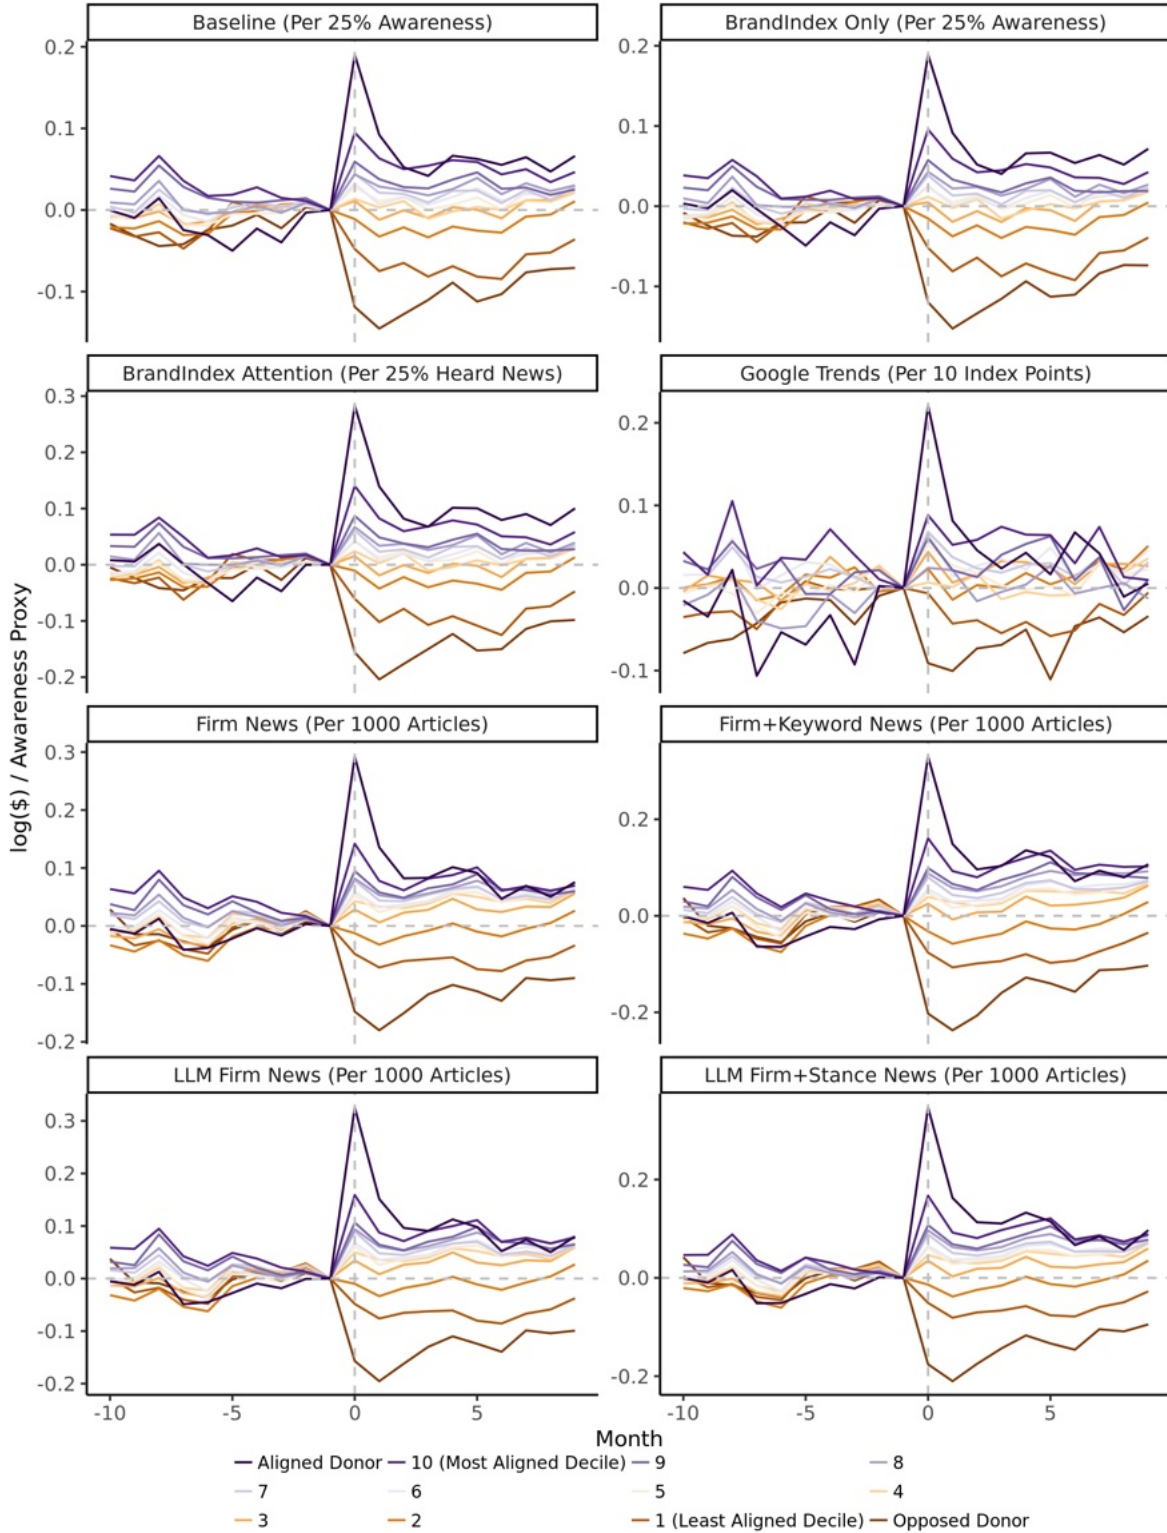 Baseline (Per 25% Awareness)
BrandIndex Only (Per 25% Awareness)
0.2
0.1
0.0
-0.1
0.2
0.1
0.0
-0.1
BrandIndex Attention (Per 25% Heard News)
Google Trends (Per 10 Index Points)
0.3
0.2
0.1
0.0
-0.1
-0.2
0.2
0.1
0.0
-0.1
log($) / Awareness Proxy
Firm News (Per 1000 Articles)
Firm+Keyword News (Per 1000 Articles)
0.3
0.2
0.1
0.0
-0.1
-0.2
0.2
0.0
-0.2
LLM Firm News (Per 1000 Articles)
LLM Firm+Stance News (Per 1000 Articles)
0.3
0.2
0.1
0.0
-0.1
-0.2
0.2
0.0
-0.2
-10 -5 0 5
-10 -5 0 5
Month
Aligned Donor 10 (Most Aligned Decile) 9 8
7 6 5 4
3 2 1 (Least Aligned Decile) Opposed Donor